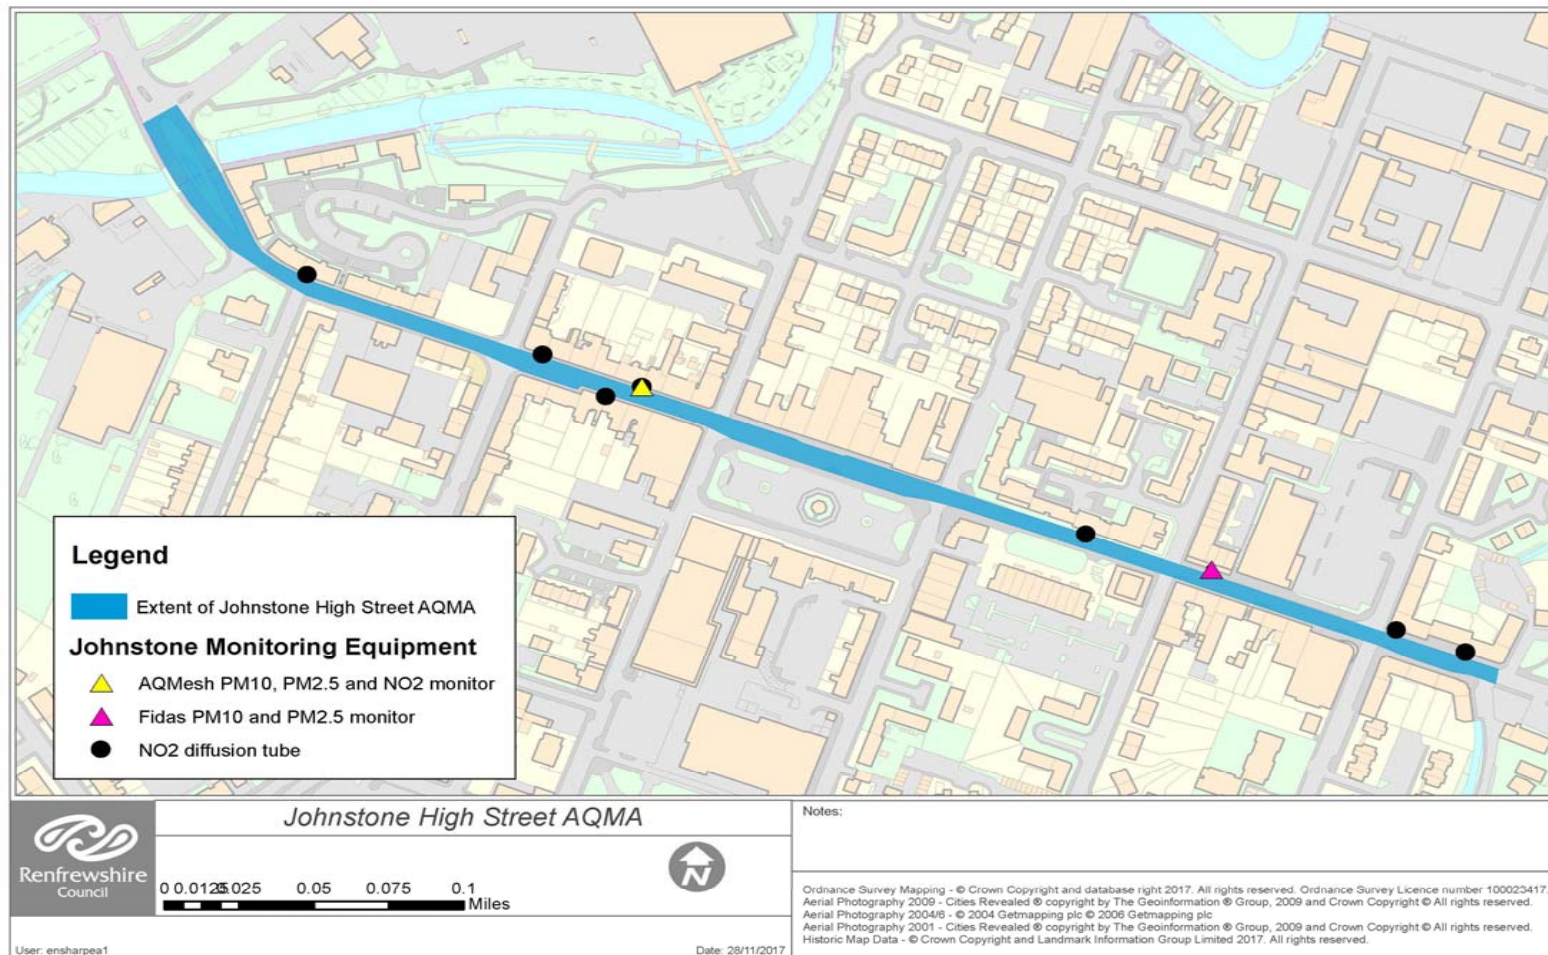 Legend
Extent of Johnstone High Street AQMA
Johnstone Monitoring Equipment
AQMesh PM10, PM2.5 and NO2 monitor
Fidas PM10 and PM2.5 monitor
NO2 diffusion tube
Renfrewshire
Council
Johnstone High Street AQMA
N
0 0.0125 0.025 0.05 0.075 0.1
Miles
User: ensharpea1
Date: 28/11/2017
Notes:
Ordnance Survey Mapping - © Crown Copyright and database right 2017. All rights reserved. Ordnance Survey Licence number 100023417.
Aerial Photography 2009 - Cities Revealed ® copyright by The Geoinformation ® Group, 2009 and Crown Copyright © All rights reserved.
Aerial Photography 2004/6 - © 2004 Getmapping plc © 2006 Getmapping plc
Aerial Photography 2001 - Cities Revealed ® copyright by The Geoinformation ® Group, 2009 and Crown Copyright © All rights reserved.
Historic Map Data - © Crown Copyright and Landmark Information Group Limited 2017. All rights reserved.